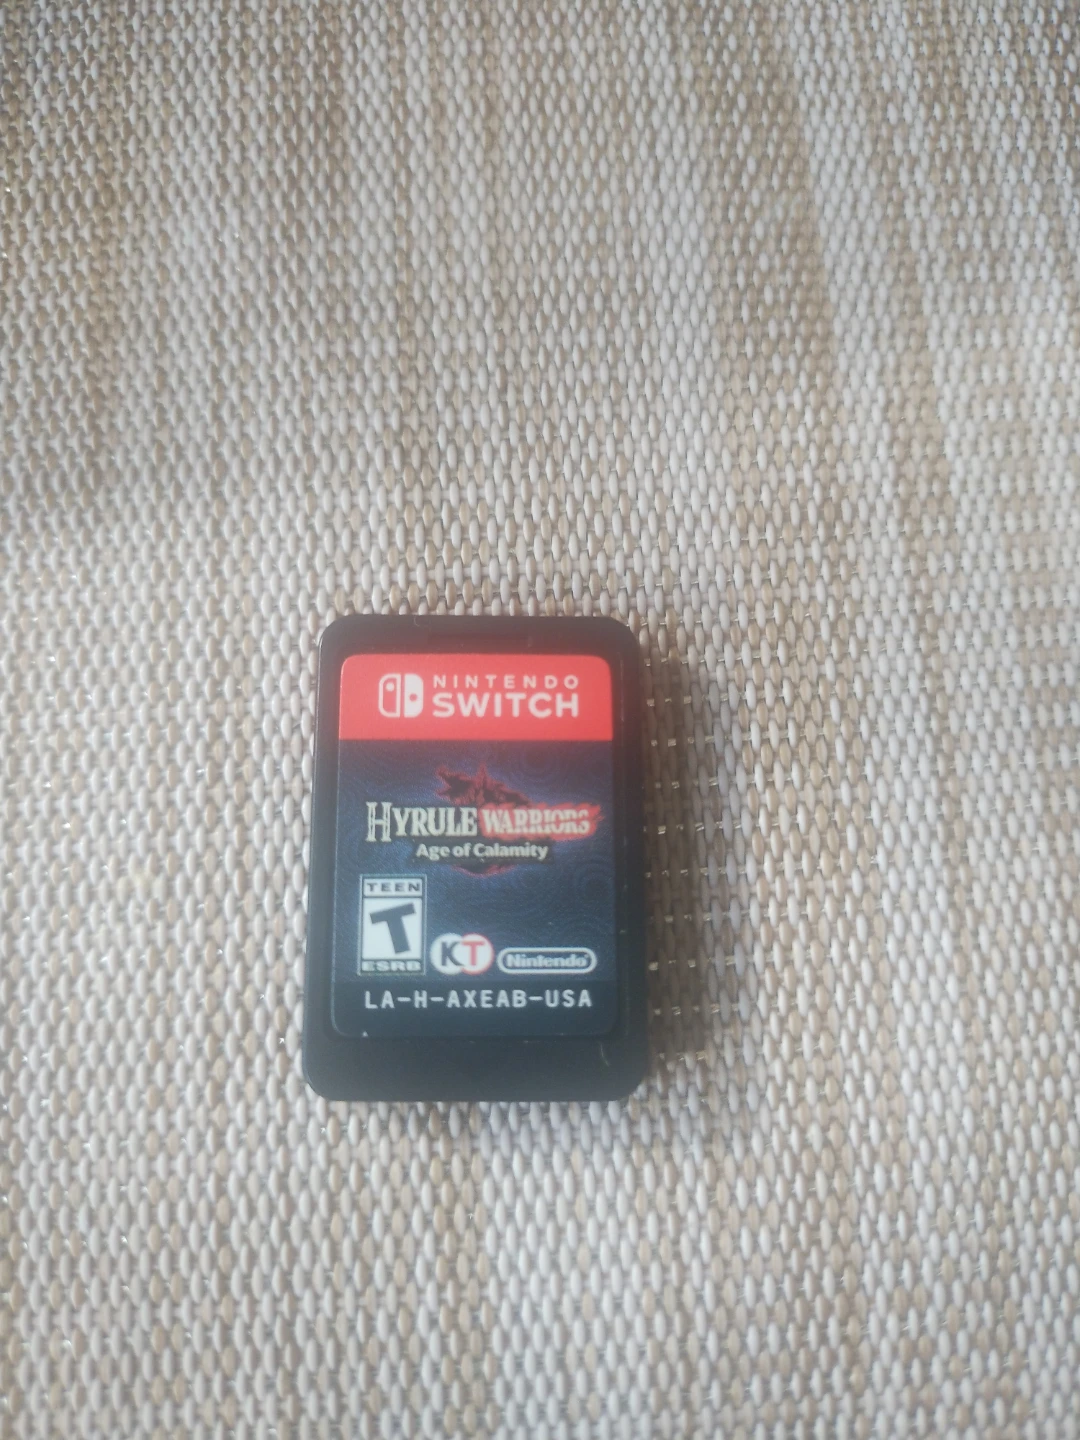 NINTENDO
SWITCH
HYRULE WARRIORS
Age of Calamity
TEEN
T
ESRB
KT
Nintendo
LA-H-AXEAB-USA